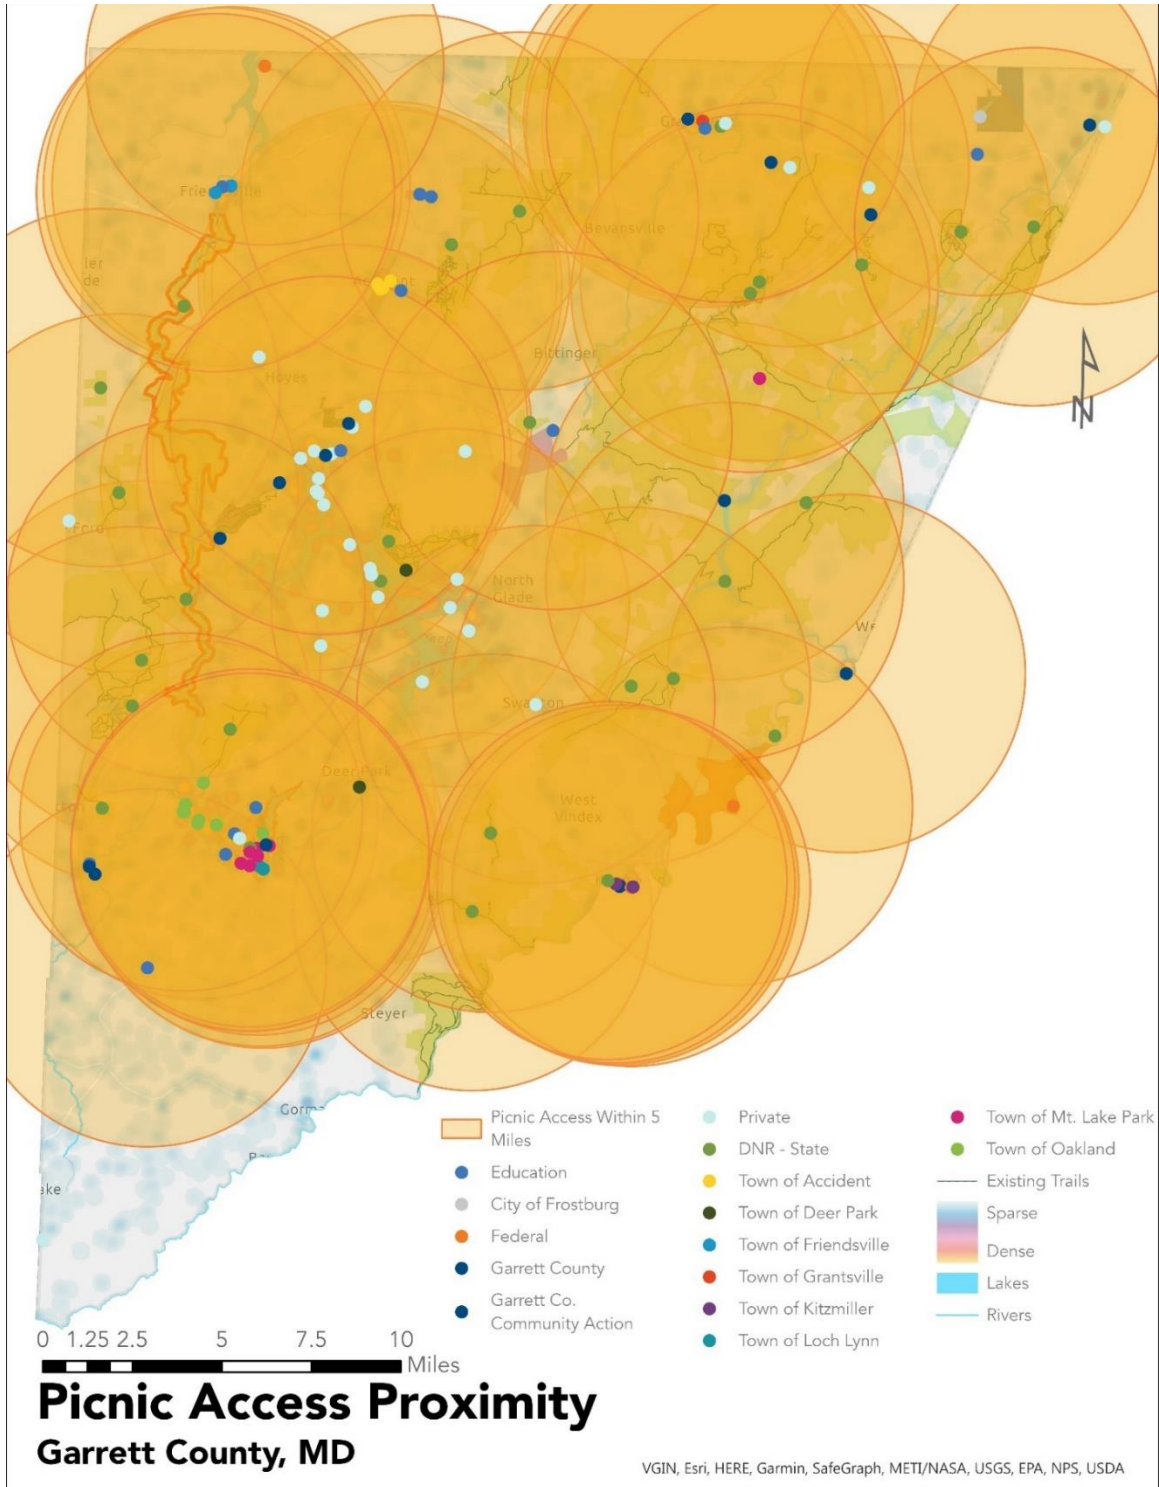 Friendsville
Bevansville
Bittinger
Hoyes
North
Glade
Deer Park
West
Vindex
Steyer
N
Picnic Access Within 5
Miles
Education
City of Frostburg
Federal
Garrett County
Garrett Co.
Community Action
Private
DNR - State
Town of Accident
Town of Deer Park
Town of Friendsville
Town of Grantsville
Town of Kitzmiller
Town of Loch Lynn
Town of Mt. Lake Park
Town of Oakland
Existing Trails
Sparse
Dense
Lakes
Rivers
0 1.25 2.5 5 7.5 10
Miles
Picnic Access Proximity
Garrett County, MD
VGIN, Esri, HERE, Garmin, SafeGraph, METI/NASA, USGS, EPA, NPS, USDA